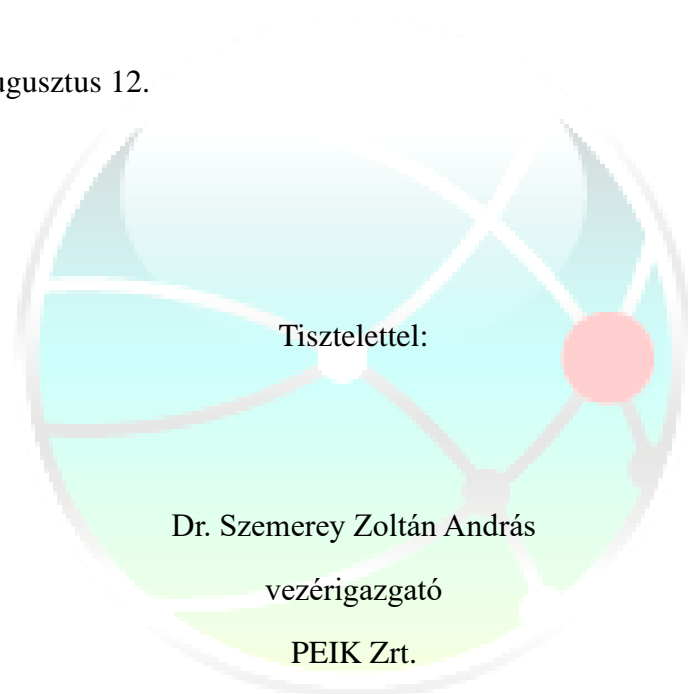 ugusztus 12.
Tisztelettel:
Dr. Szemerey Zoltán András
vezérigazgató
PEIK Zrt.